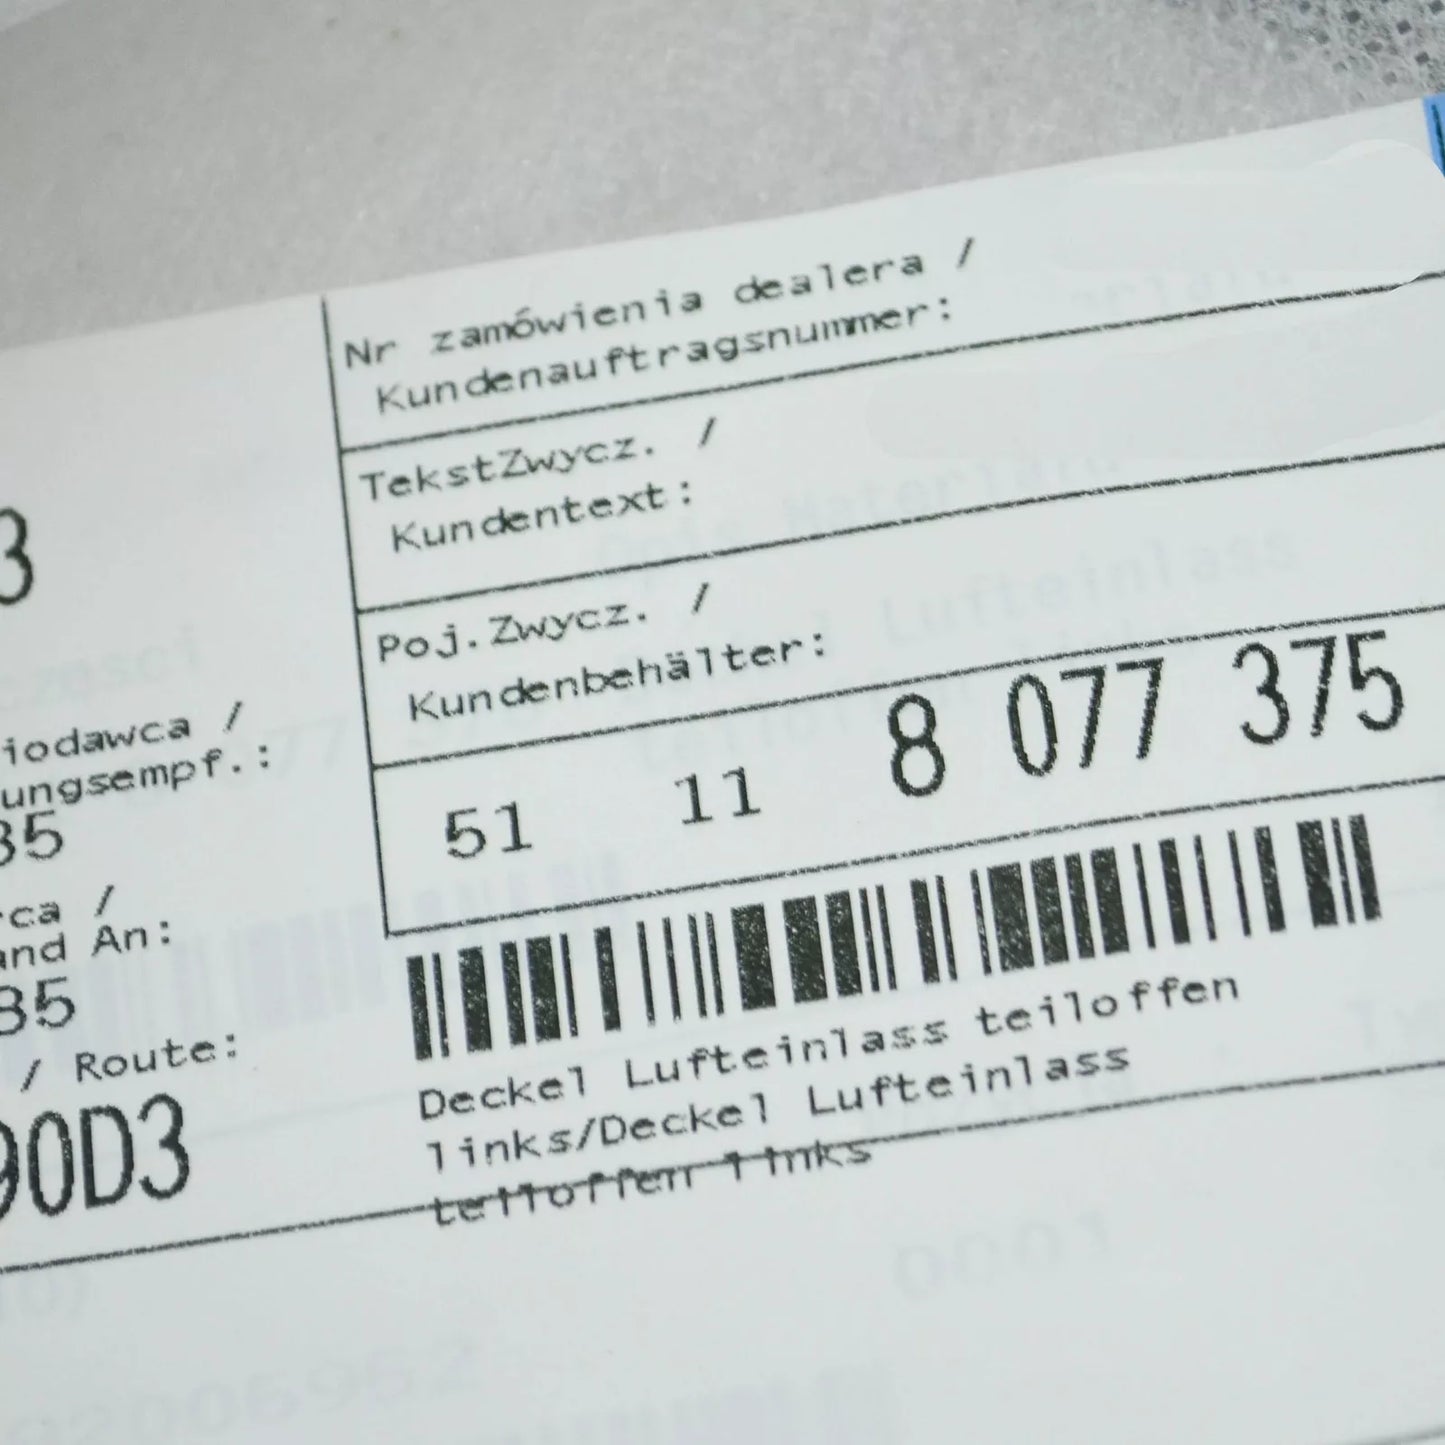 3
iodawca /
ungsempf.:
35
rca /
and An:
35
/ Route:
90D3
Nr zamówienia dealera /
Kundenauftragsnummer:
TekstZwycz. /
Kundentext:
Poj.Zwycz. /
Kundenbehälter:
51 11 8 077 375
Deckel Lufteinlass teiloffen
links/Deckel Lufteinlass
teiloffen links